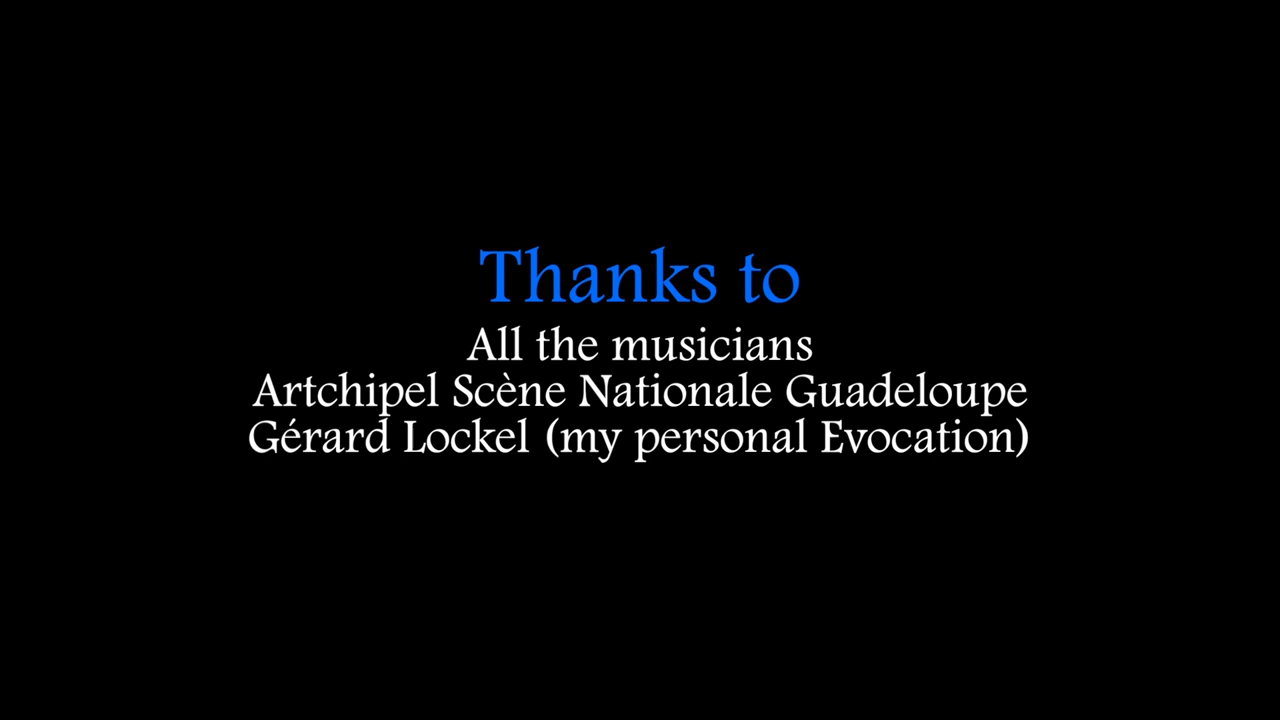 Thanks to
All the musicians
Artchipel Scène Nationale Guadeloupe
Gérard Lockel (my personal Evocation)